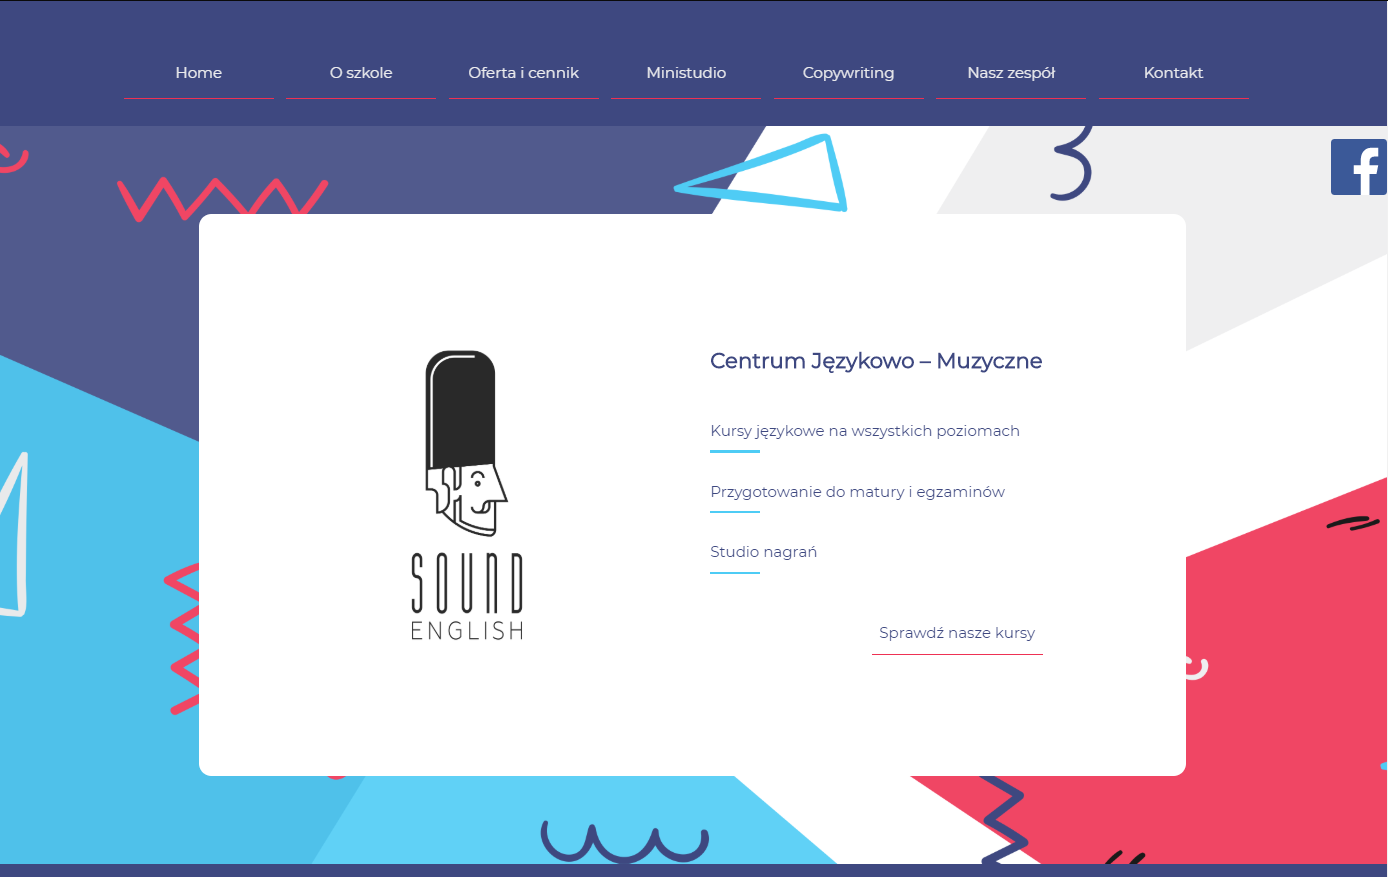 Home
O szkole
Oferta i cennik
Ministudio
Copywriting
Nasz zespół
Kontakt
Centrum Językowo – Muzyczne
Kursy językowe na wszystkich poziomach
Przygotowanie do matury i egzaminów
Studio nagrań
Sprawdź nasze kursy
SOUND
ENGLISH